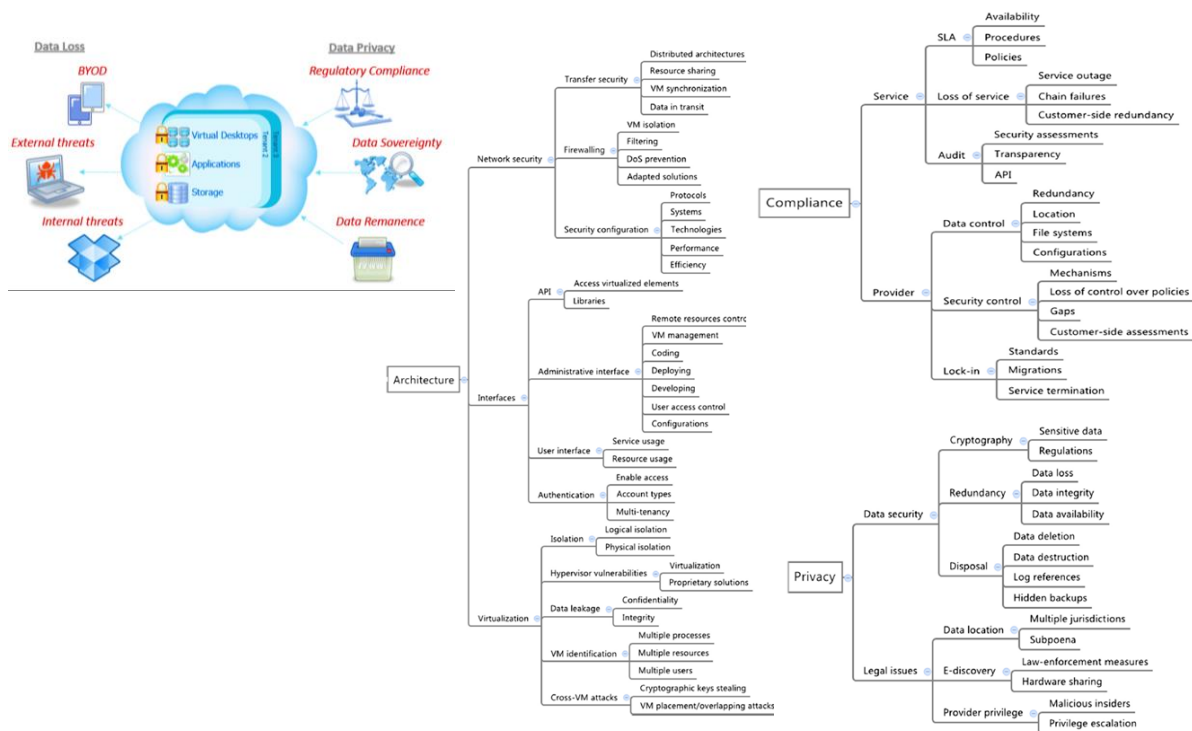 Data Loss
Data Privacy
BYOD
Regulatory Compliance
External threats
Data Sovereignty
Internal threats
Data Remanence
Virtual Desktops
Applications
Storage
Tenant 2
Architecture
Network security
Transfer security
Distributed architectures
Resource sharing
VM synchronization
Data in transit
Firewalling
VM isolation
Filtering
DoS prevention
Adapted solutions
Security configuration
Protocols
Systems
Technologies
Performance
Efficiency
Interfaces
API
Access virtualized elements
Libraries
Administrative interface
Remote resources contro
VM management
Coding
Deploying
Developing
User access control
Configurations
User interface
Service usage
Resource usage
Authentication
Enable access
Account types
Multi-tenancy
Virtualization
Isolation
Logical isolation
Physical isolation
Hypervisor vulnerabilities
Virtualization
Proprietary solutions
Data leakage
Confidentiality
Integrity
VM identification
Multiple processes
Multiple resources
Multiple users
Cross-VM attacks
Cryptographic keys stealing
VM placement/overlapping attacks
Compliance
Service
SLA
Availability
Procedures
Policies
Loss of service
Service outage
Chain failures
Customer-side redundancy
Audit
Security assessments
Transparency
API
Provider
Data control
Redundancy
Location
File systems
Configurations
Security control
Mechanisms
Loss of control over policies
Gaps
Customer-side assessments
Lock-in
Standards
Migrations
Service termination
Privacy
Data security
Cryptography
Sensitive data
Regulations
Redundancy
Data loss
Data integrity
Data availability
Disposal
Data deletion
Data destruction
Log references
Hidden backups
Legal issues
Data location
Multiple jurisdictions
Subpoena
E-discovery
Law-enforcement measures
Hardware sharing
Provider privilege
Malicious insiders
Privilege escalation